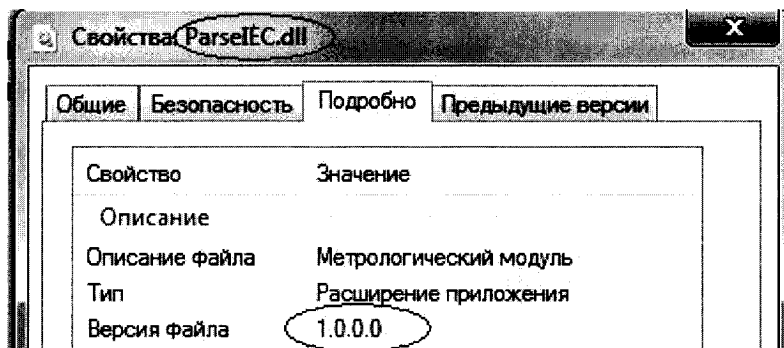 Свойства: ParseIEC.dll
Общие Безопасность Подробно Предыдущие версии
Свойство Значение
Описание
Описание файла Метрологический модуль
Тип Расширение приложения
Версия файла 1.0.0.0